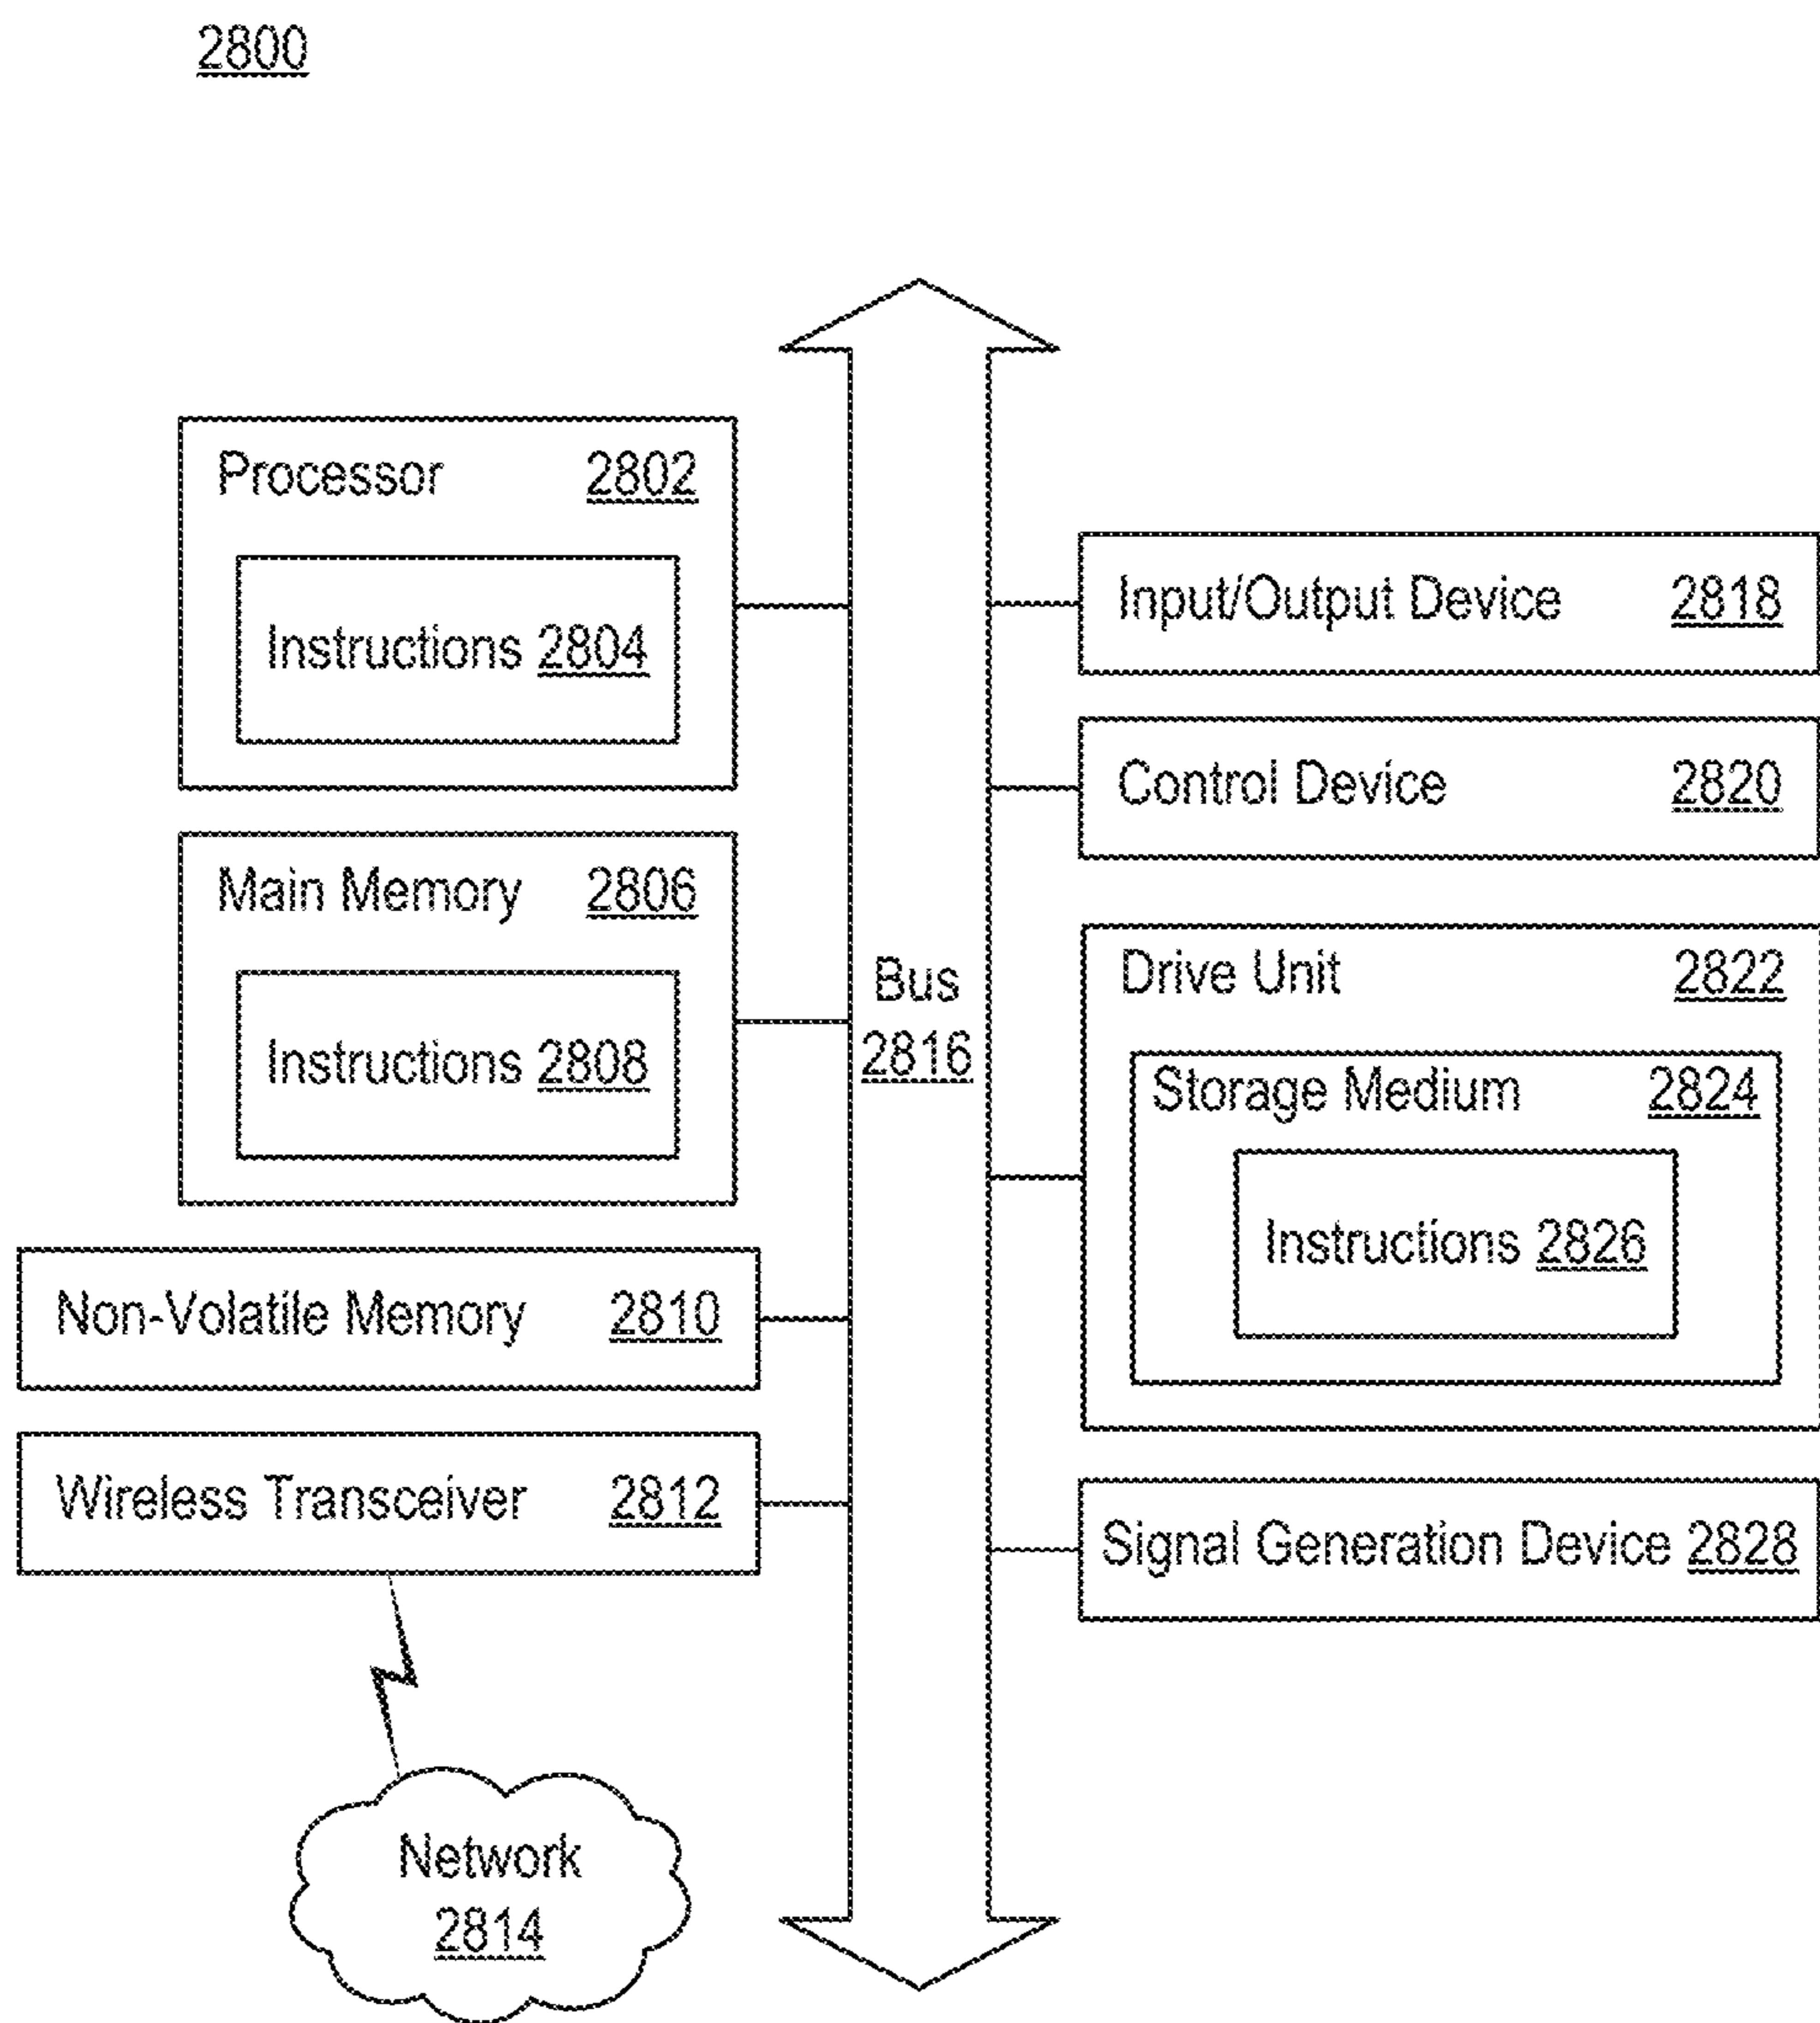 2800
Processor 2802
Instructions 2804
Main Memory 2806
Instructions 2808
Non-Volatile Memory 2810
Wireless Transceiver 2812
Network
2814
Bus
2816
Input/Output Device 2818
Control Device 2820
Drive Unit 2822
Storage Medium 2824
Instructions 2826
Signal Generation Device 2828